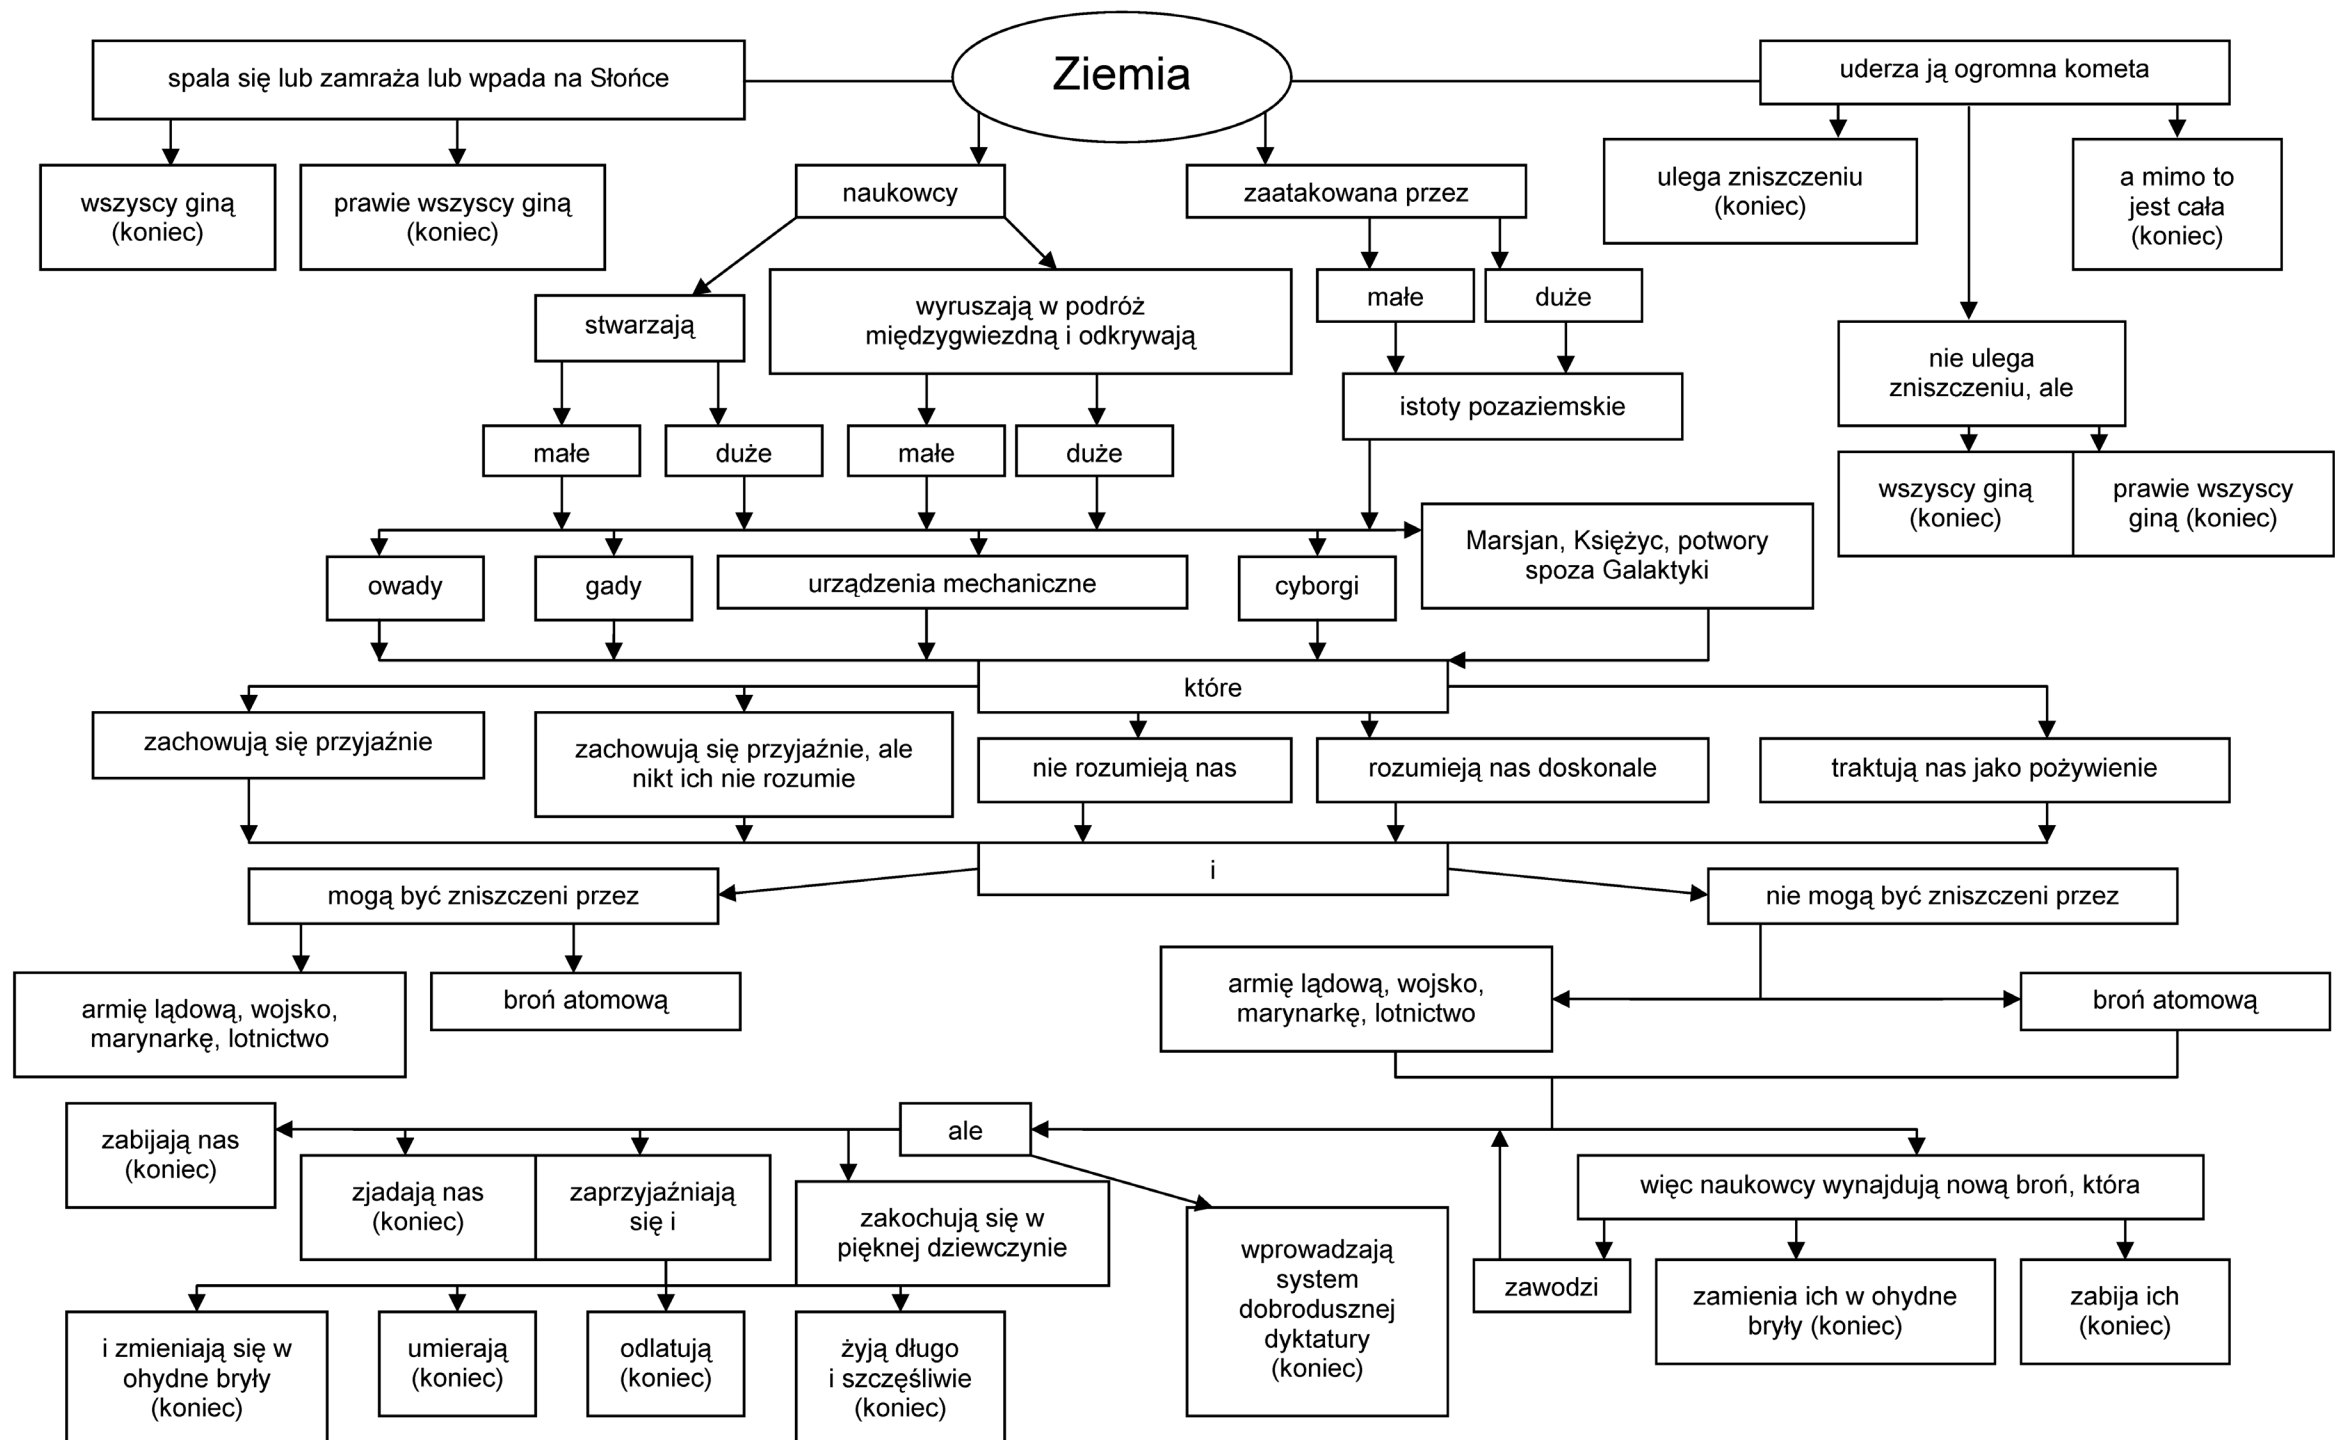 Ziemia
spala się lub zamraża lub wpada na Słońce
uderza ją ogromna kometa
wszyscy giną
(koniec)
prawie wszyscy giną
(koniec)
naukowcy
zaatakowana przez
ulega zniszczeniu
(koniec)
a mimo to
jest cała
(koniec)
stwarzają
wyruszają w podróż
międzygwiezdną i odkrywają
małe
duże
nie ulega
zniszczeniu, ale
istoty pozaziemskie
małe
duże
małe
duże
wszyscy giną
(koniec)
prawie wszyscy
giną (koniec)
owady
gady
urządzenia mechaniczne
cyborgi
Marsjan, Księżyc, potwory
spoza Galaktyki
które
zachowują się przyjaźnie
zachowują się przyjaźnie, ale
nikt ich nie rozumie
nie rozumieją nas
rozumieją nas doskonale
traktują nas jako pożywienie
i
mogą być zniszczeni przez
nie mogą być zniszczeni przez
armię lądową, wojsko,
marynarkę, lotnictwo
broń atomową
armię lądową, wojsko,
marynarkę, lotnictwo
broń atomową
zabijają nas
(koniec)
ale
zjadają nas
(koniec)
zaprzyjaźniają
się i
zakochują się w
pięknej dziewczynie
wprowadzają
system
dobrodusznej
dyktatury
(koniec)
więc naukowcy wynajdują nową broń, która
zawodzi
zamienia ich w ohydne
bryły (koniec)
zabija ich
(koniec)
i zmieniają się w
ohydne bryły
(koniec)
umierają
(koniec)
odlatują
(koniec)
żyją długo
i szczęśliwie
(koniec)